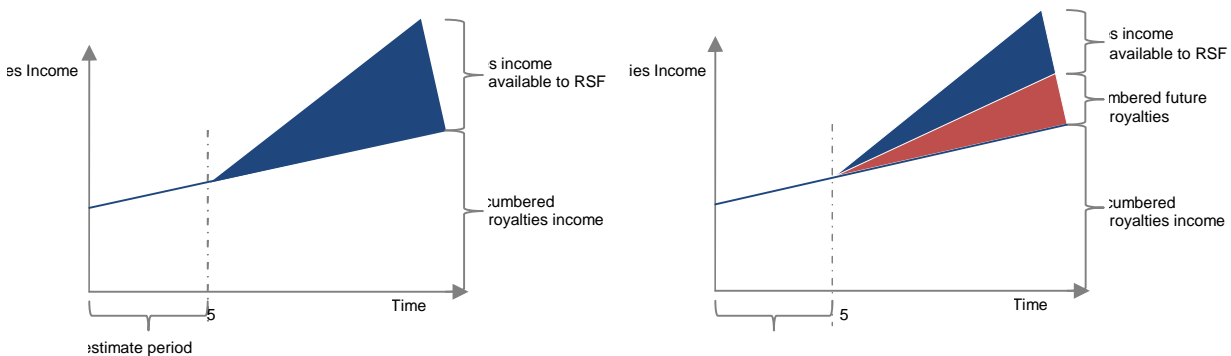 es Income
s income
available to RSF
cumbered
royalties income
Time
5
estimate period
ies Income
s income
available to RSF
mbered future
royalties
cumbered
royalties income
Time
5